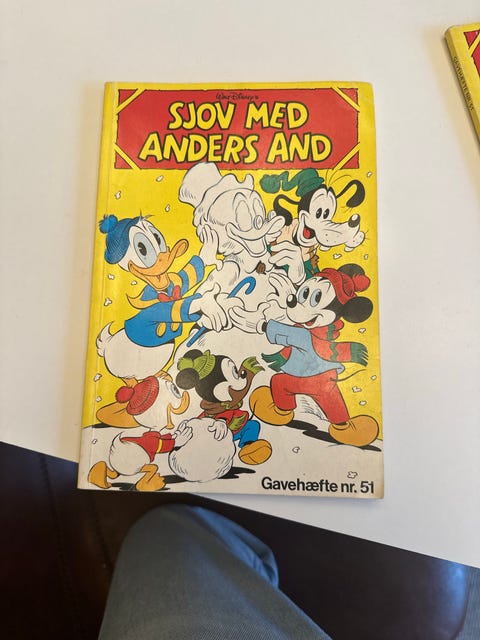 Walt Disney's
SJOV MED
ANDERS AND
Gavehæfte nr. 51